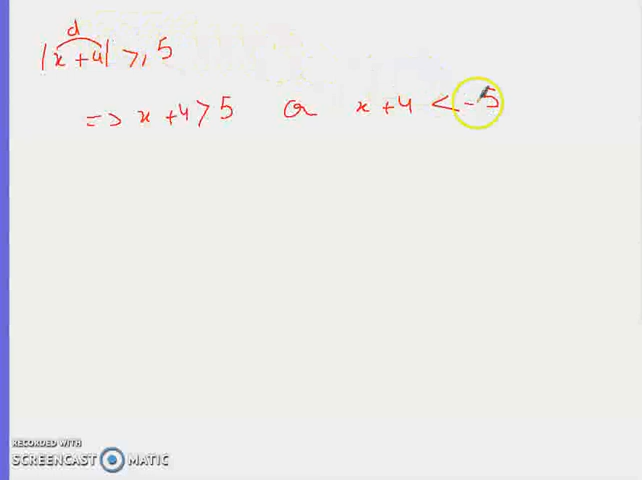 d
|x+4| >, 5
=> x+4 > 5 or x+4 < -5
RECORDED WITH
SCREENCAST MATIC